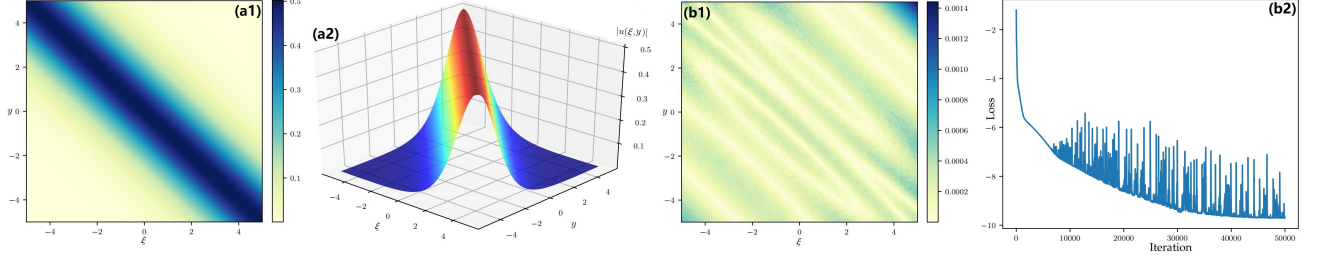 (a1)
4
2
y 0
−2
−4
−4 −2 0 2 4
ξ
0.5
0.4
0.3
0.2
0.1
(a2)
|u(ξ,y)|
0.5
0.4
0.3
0.2
0.1
−4 −2 0 2 4
ξ
−4 −2 0 2 4
y
(b1)
4
2
y 0
−2
−4
−4 −2 0 2 4
ξ
0.0014
0.0012
0.0010
0.0008
0.0006
0.0004
0.0002
(b2)
−2
−4
−6
−8
−10
Loss
0 10000 20000 30000 40000 50000
Iteration